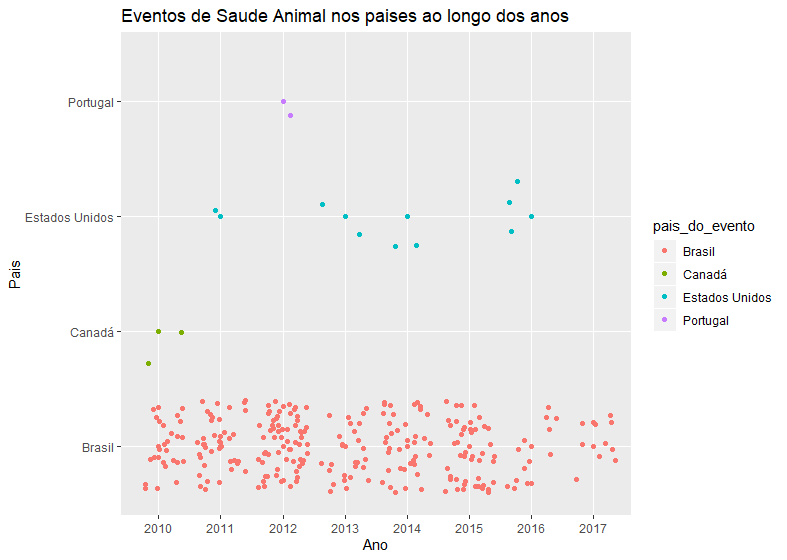 Eventos de Saude Animal nos paises ao longo dos anos
Portugal
Estados Unidos
Canadá
Brasil
Pais
2010 2011 2012 2013 2014 2015 2016 2017
Ano
pais_do_evento
Brasil
Canadá
Estados Unidos
Portugal